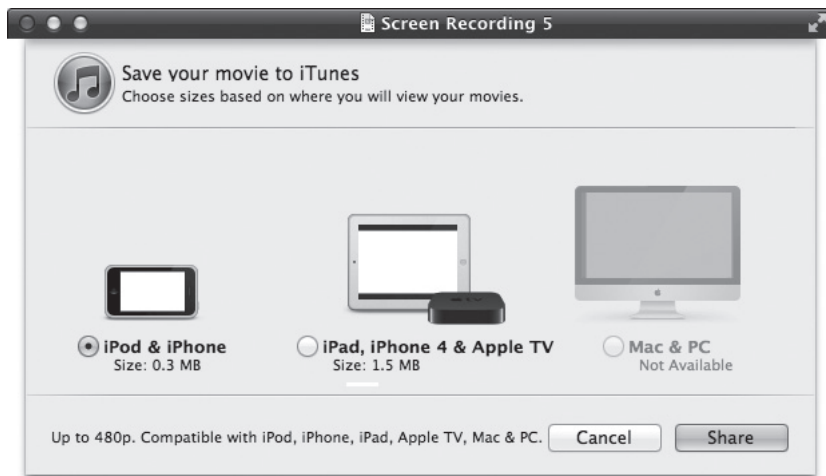 Screen Recording 5
Save your movie to iTunes
Choose sizes based on where you will view your movies.
tv
iPod & iPhone
Size: 0.3 MB
iPad, iPhone 4 & Apple TV
Size: 1.5 MB
Mac & PC
Not Available
Up to 480p. Compatible with iPod, iPhone, iPad, Apple TV, Mac & PC.
Cancel
Share